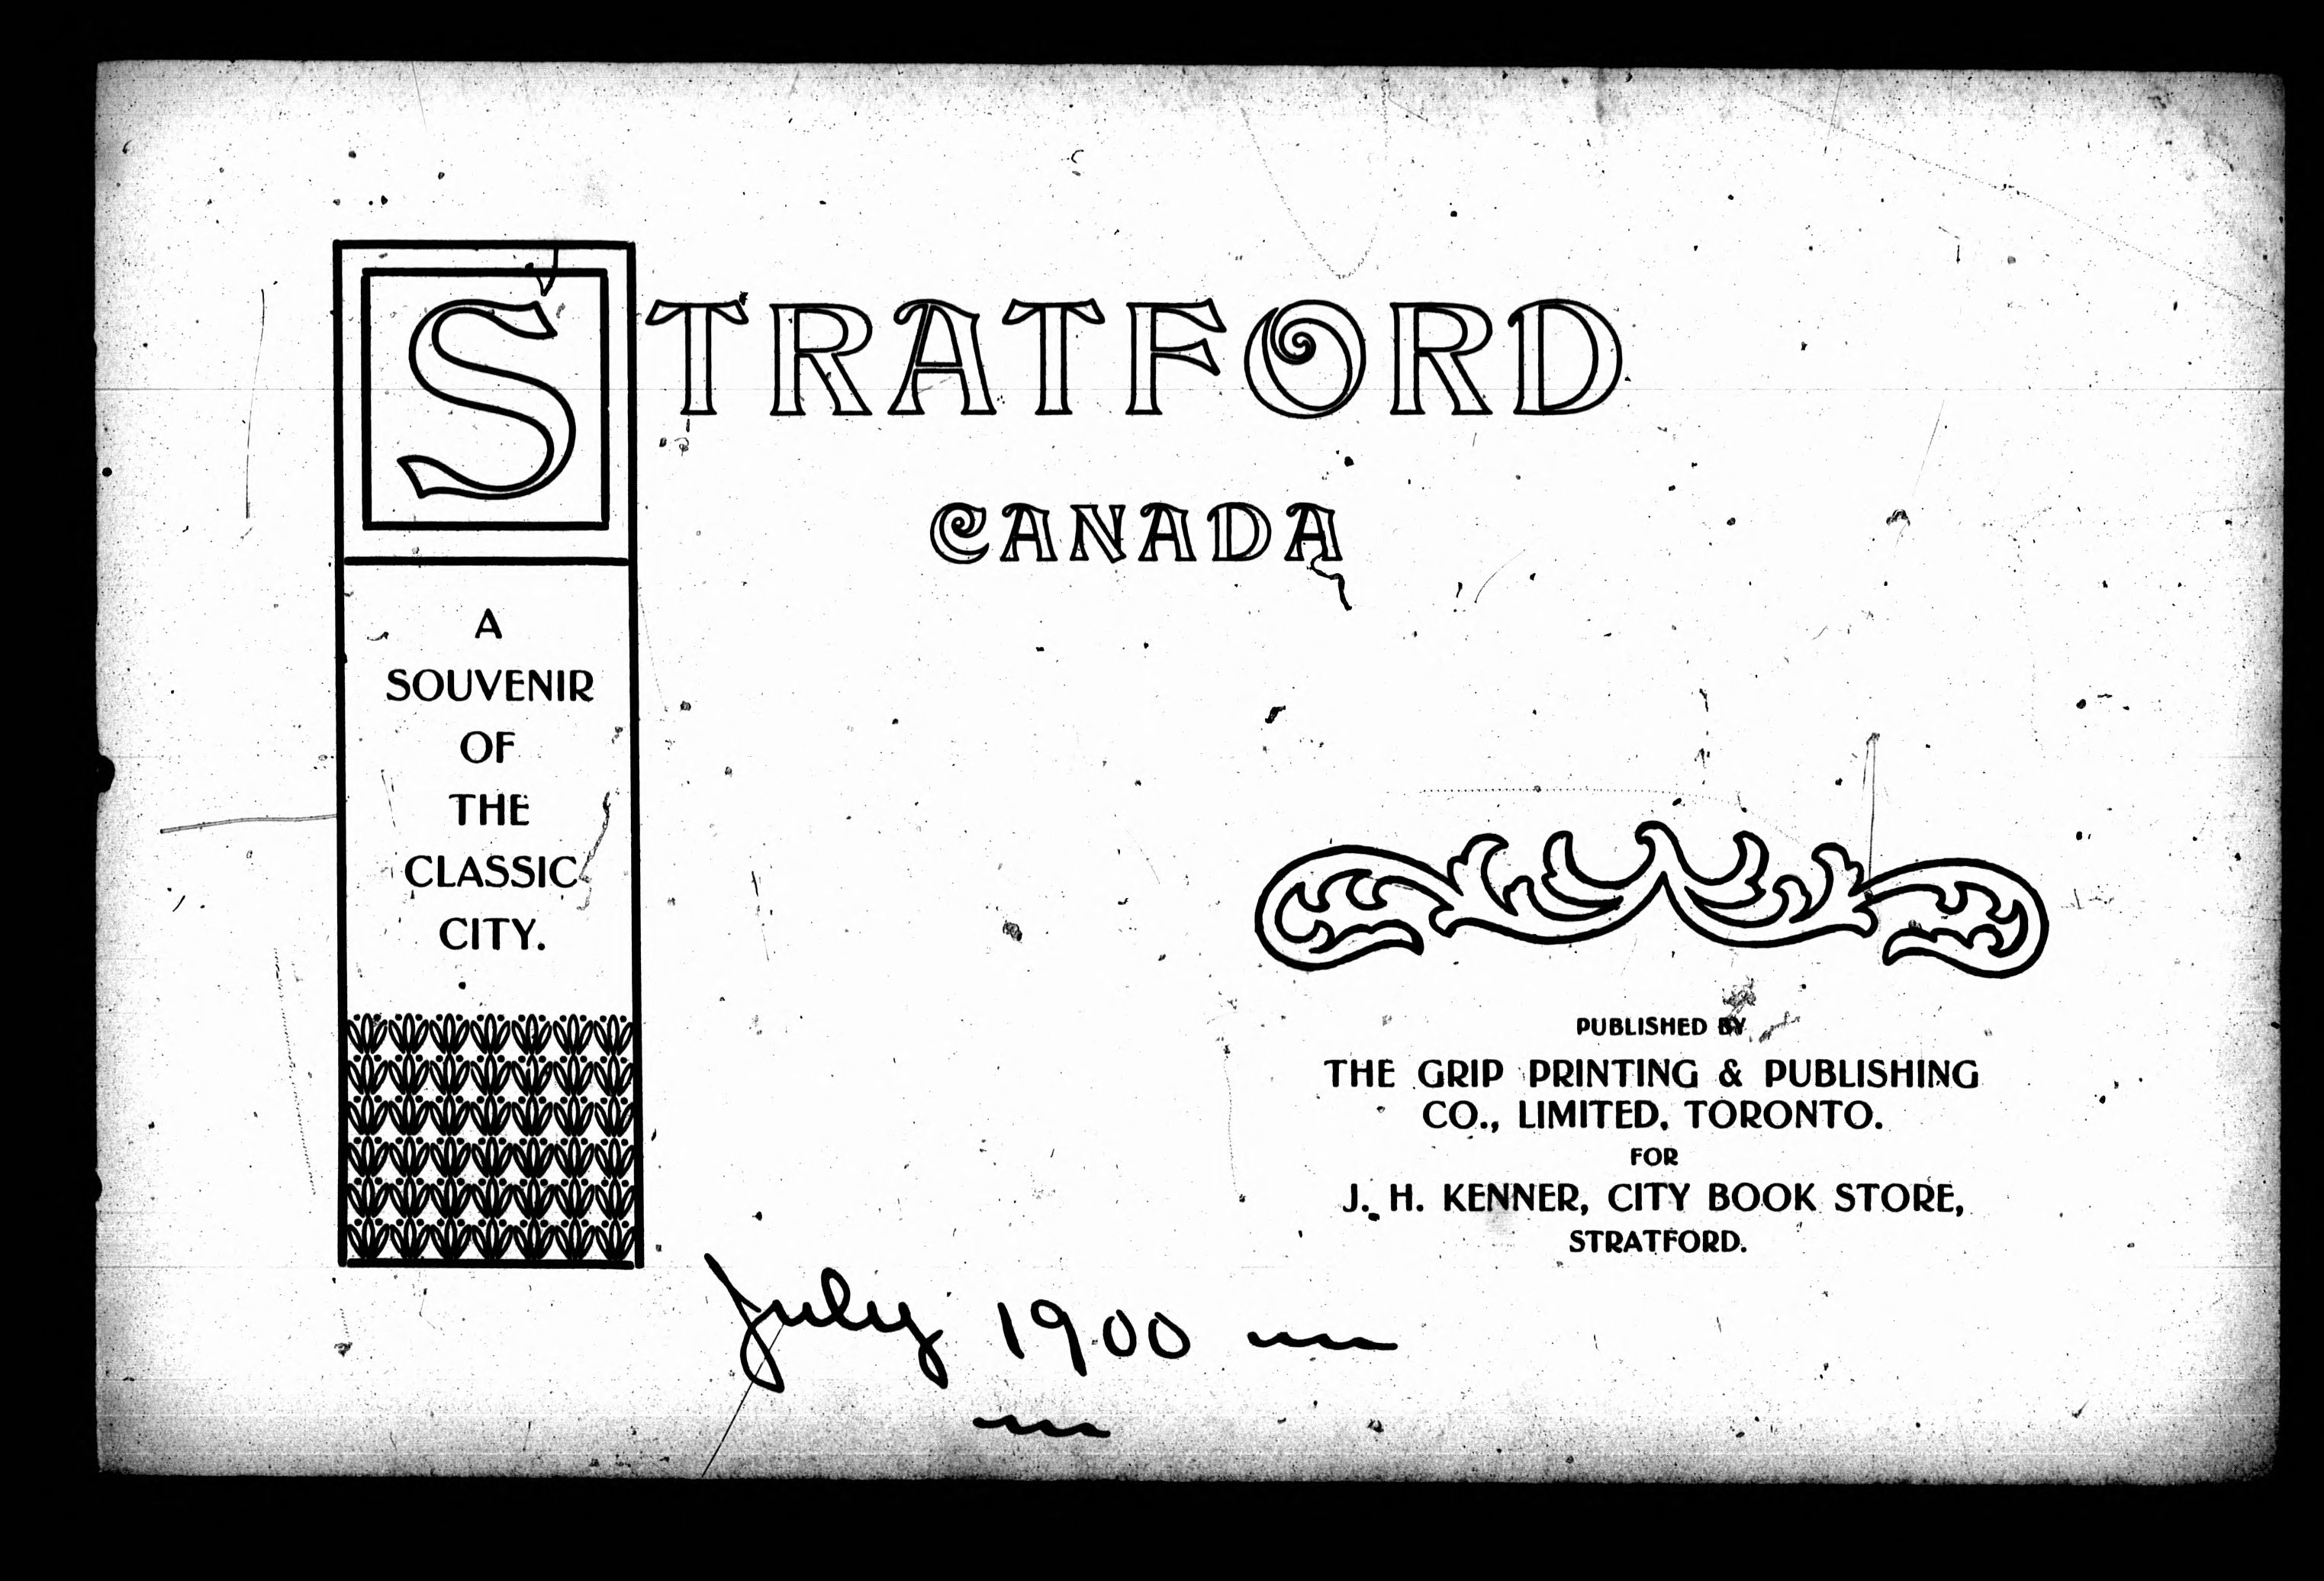 STRATFORD
CANADA
A
SOUVENIR
OF
THE
CLASSIC
CITY.
PUBLISHED BY
THE GRIP PRINTING & PUBLISHING
CO., LIMITED, TORONTO.
FOR
J. H. KENNER, CITY BOOK STORE,
STRATFORD.
July 1900